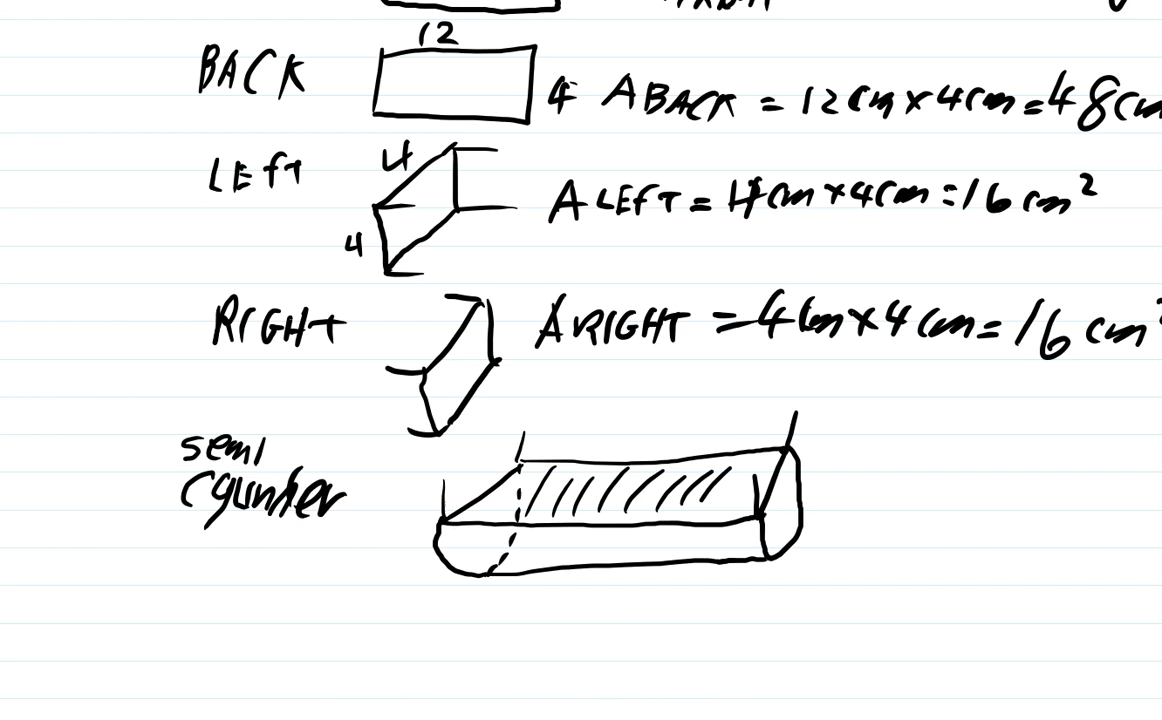 12
BACK 4 ABACK = 12cm×4cm=48cm
LEFT 4 4 ALEFT = 4cm×4cm=16cm²
RIGHT ARIGHT = 4cm×4cm=16cm²
semi
Cylinder